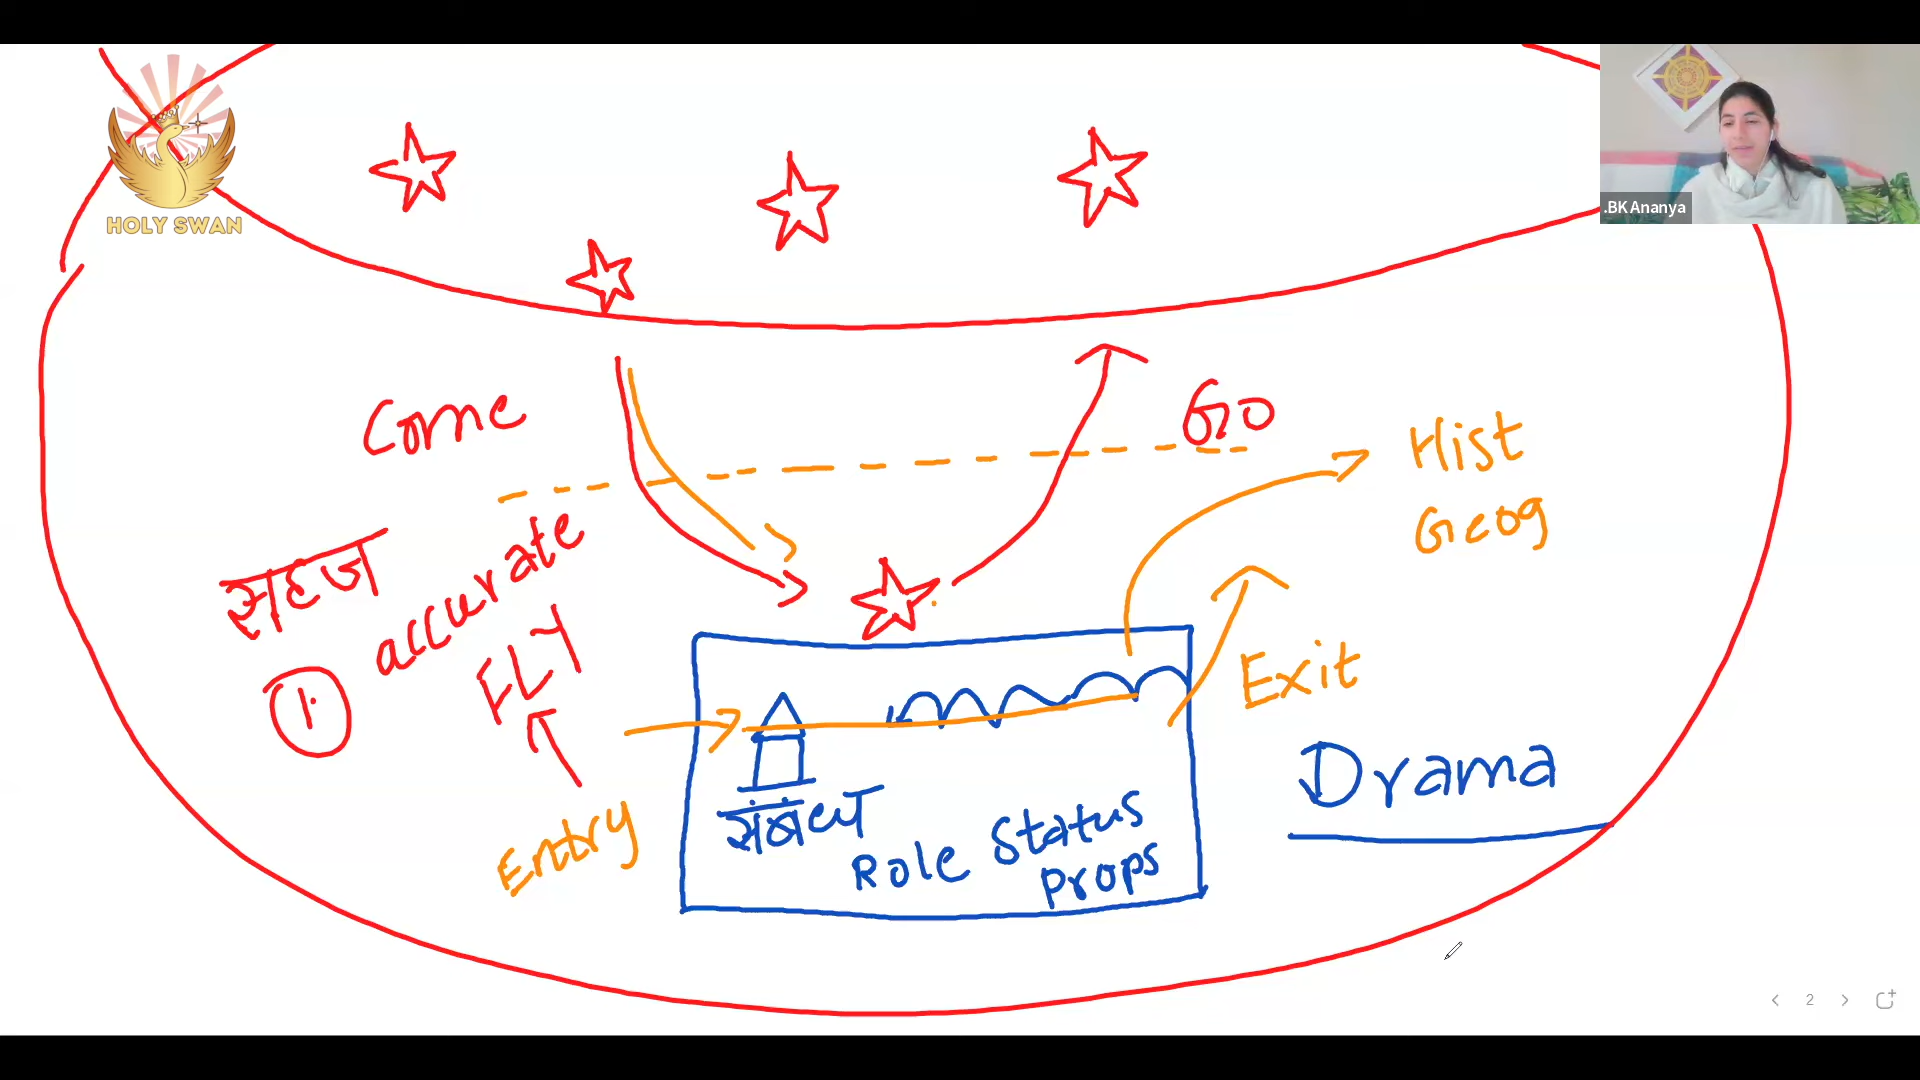 HOLY SWAN
.BK Ananya
Come
Go
Hist
Geog
सहज
accurate
FLY
1
Exit
Drama
Entry
संबंध
Role Status
Props
2